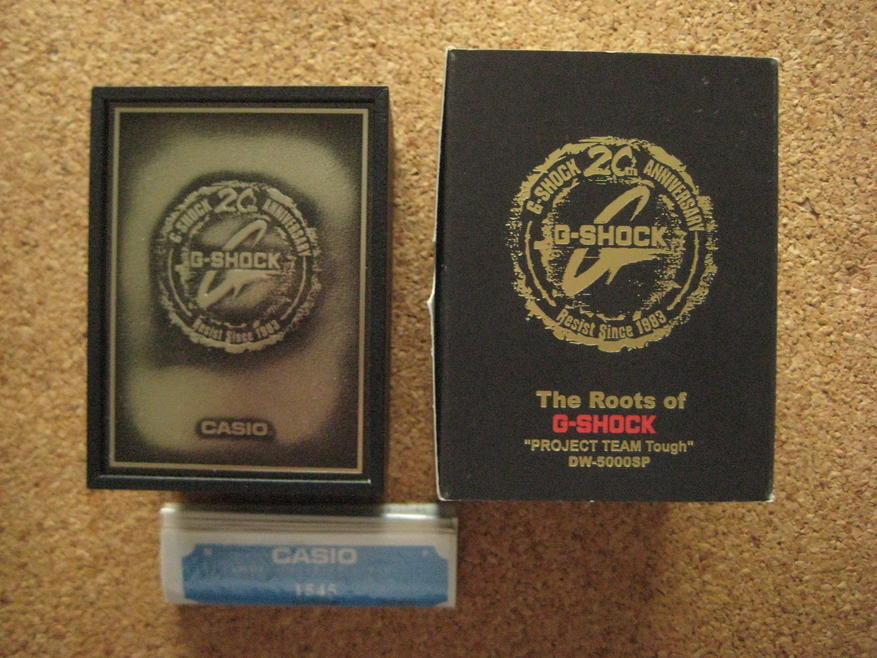 G-SHOCK 20th ANNIVERSARY
G-SHOCK
Resist Since 1983
CASIO
G-SHOCK 20th ANNIVERSARY
G-SHOCK
Resist Since 1983
The Roots of
G-SHOCK
"PROJECT TEAM Tough"
DW-5000SP
CASIO
1545